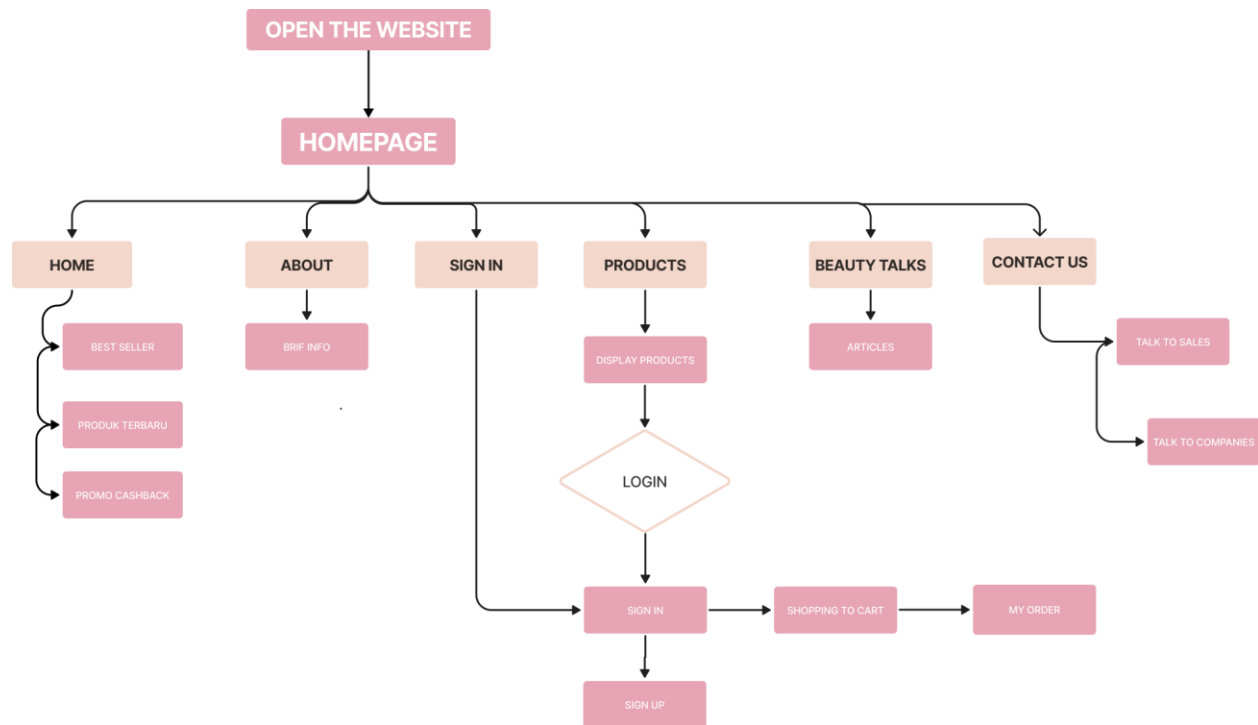 OPEN THE WEBSITE
HOMEPAGE
HOME
ABOUT
SIGN IN
PRODUCTS
BEAUTY TALKS
CONTACT US
BEST SELLER
BRIF INFO
DISPLAY PRODUCTS
ARTICLES
TALK TO SALES
PRODUK TERBARU
TALK TO COMPANIES
PROMO CASHBACK
LOGIN
SIGN IN
SHOPPING TO CART
MY ORDER
SIGN UP